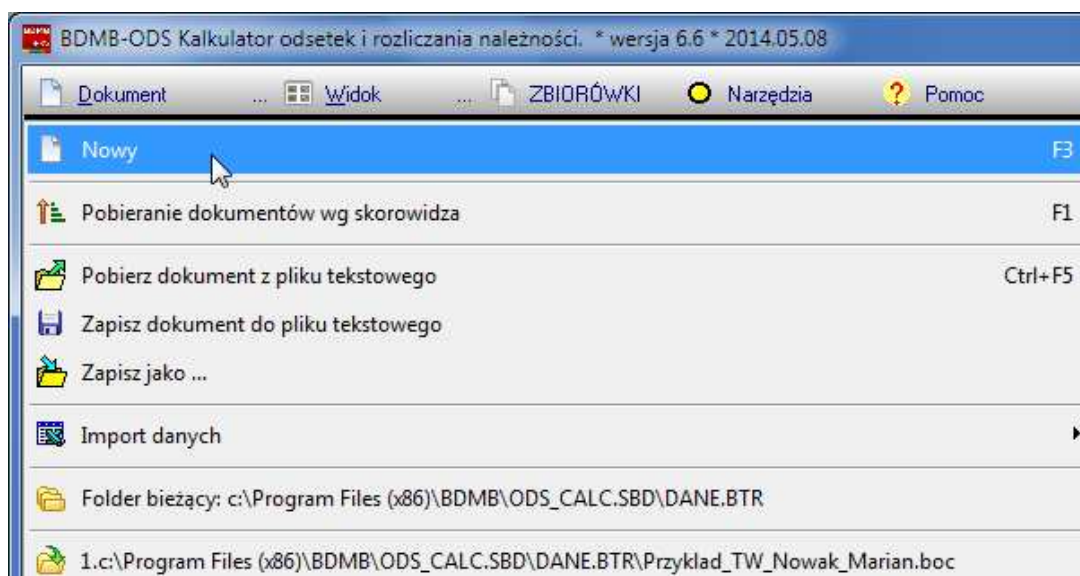 BDMB-ODS Kalkulator odsetek i rozliczania należności. * wersja 6.6 * 2014.05.08
Dokument ... Widok ... ZBIORÓWKI Narzędzia ? Pomoc
Nowy F3
Pobieranie dokumentów wg skorowidza F1
Pobierz dokument z pliku tekstowego Ctrl+F5
Zapisz dokument do pliku tekstowego
Zapisz jako ...
Import danych
Folder bieżący: c:\Program Files (x86)\BDMB\ODS_CALC.SBD\DANE.BTR
1.c:\Program Files (x86)\BDMB\ODS_CALC.SBD\DANE.BTR\Przyklad_TW_Nowak_Marian.boc